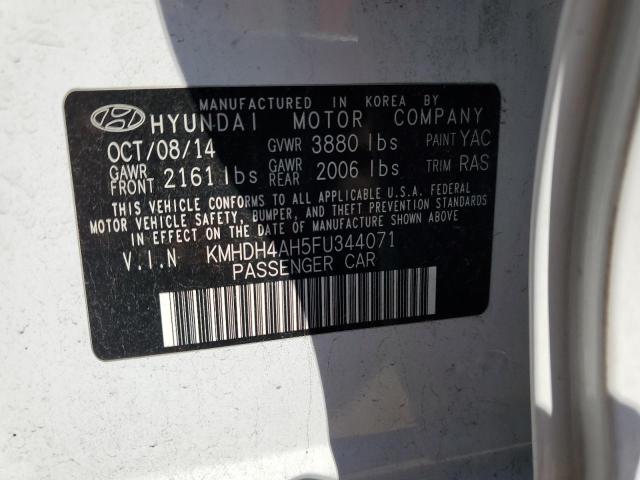 MANUFACTURED IN KOREA BY
HYUNDAI MOTOR COMPANY
OCT/08/14 GVWR 3880 lbs PAINT YAC
GAWR FRONT 2161 lbs GAWR REAR 2006 lbs TRIM RAS
THIS VEHICLE CONFORMS TO ALL APPLICABLE U.S.A. FEDERAL
MOTOR VEHICLE SAFETY, BUMPER, AND THEFT PREVENTION STANDARDS
IN EFFECT ON THE DATE OF MANUFACTURE SHOWN ABOVE
V.I.N KMHDH4AH5FU344071
PASSENGER CAR